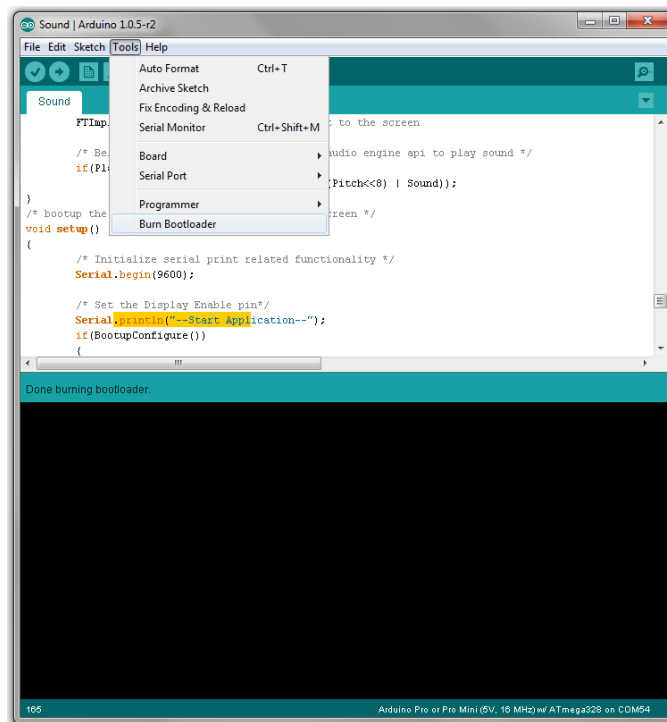 Sound | Arduino 1.0.5-r2
File Edit Sketch Tools Help
Auto Format Ctrl+T
Archive Sketch
Fix Encoding & Reload
Serial Monitor Ctrl+Shift+M
Board
Serial Port
Programmer
Burn Bootloader
Sound
FTImp t to the screen
/* Be udio engine api to play sound */
if(Pl (Pitch<<8) | Sound));
}
/* bootup the reen */
void setup()
{
/* Initialize serial print related functionality */
Serial.begin(9600);
/* Set the Display Enable pin*/
Serial.println("--Start Application--");
if(BootupConfigure())
{
Done burning bootloader.
165 Arduino Pro or Pro Mini (5V, 16 MHz) w/ ATmega328 on COM54